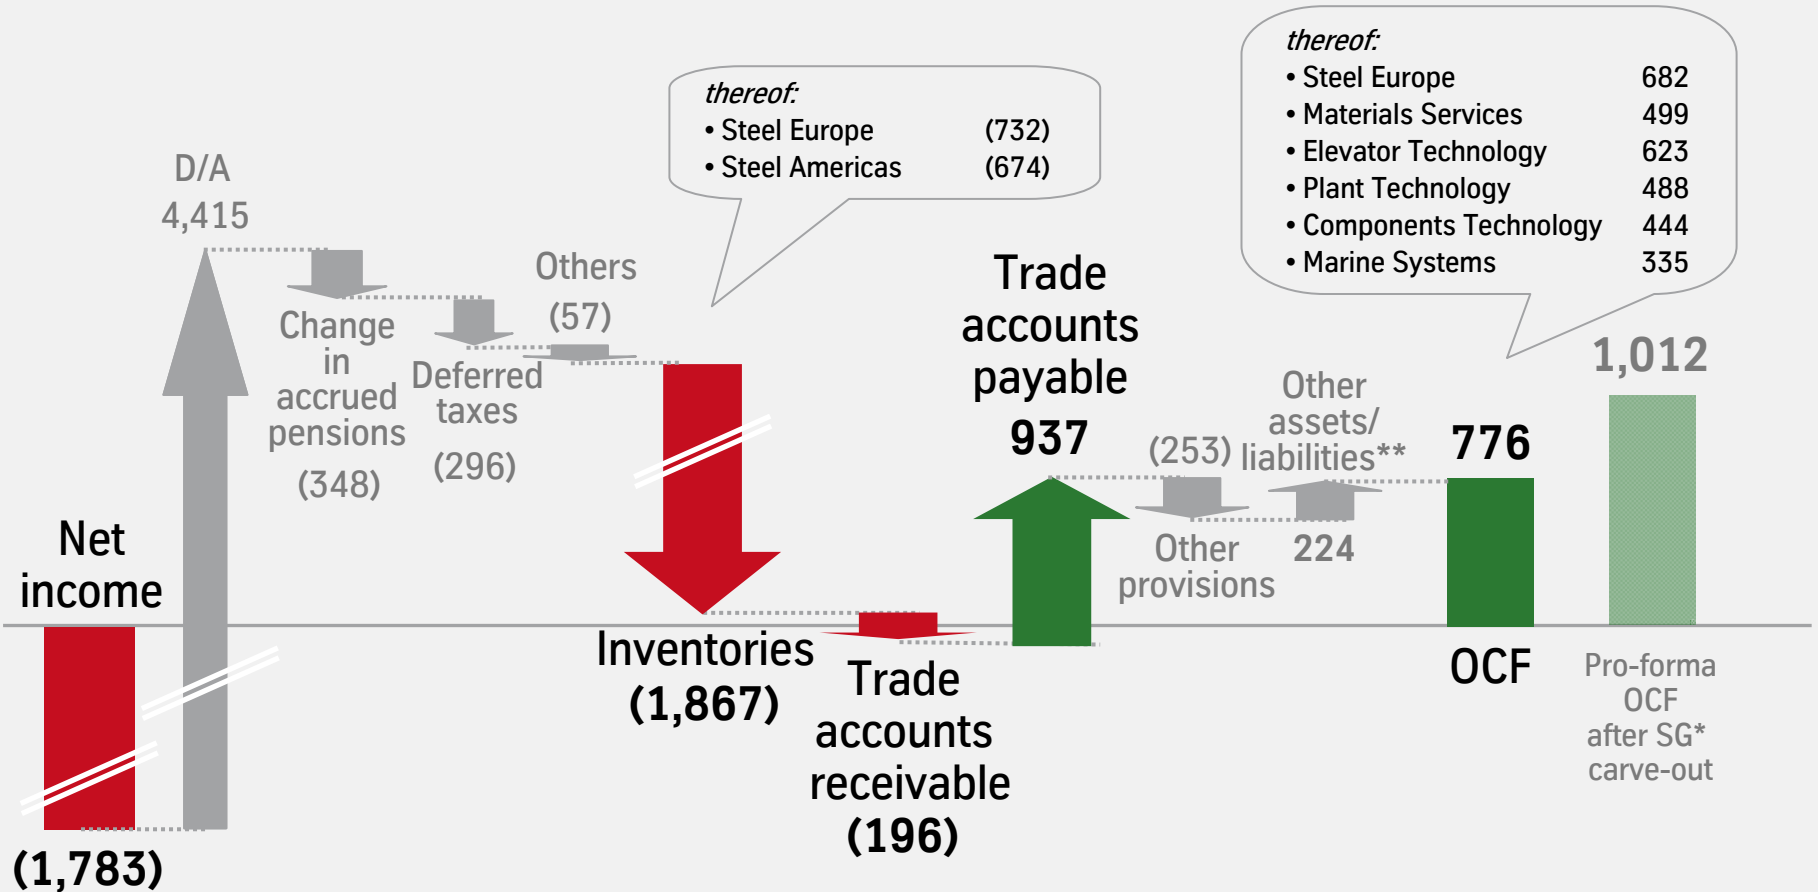 thereof:
• Steel Europe 682
• Materials Services 499
• Elevator Technology 623
• Plant Technology 488
• Components Technology 444
• Marine Systems 335
thereof:
• Steel Europe (732)
• Steel Americas (674)
D/A
4,415
Change
in
accrued
pensions
(348)
Deferred
taxes
(296)
Others
(57)
Net
income
(1,783)
Inventories
(1,867)
Trade
accounts
receivable
(196)
Trade
accounts
payable
937
(253)
Other
provisions
Other
assets/
liabilities**
224
776
OCF
1,012
Pro-forma
OCF
after SG*
carve-out